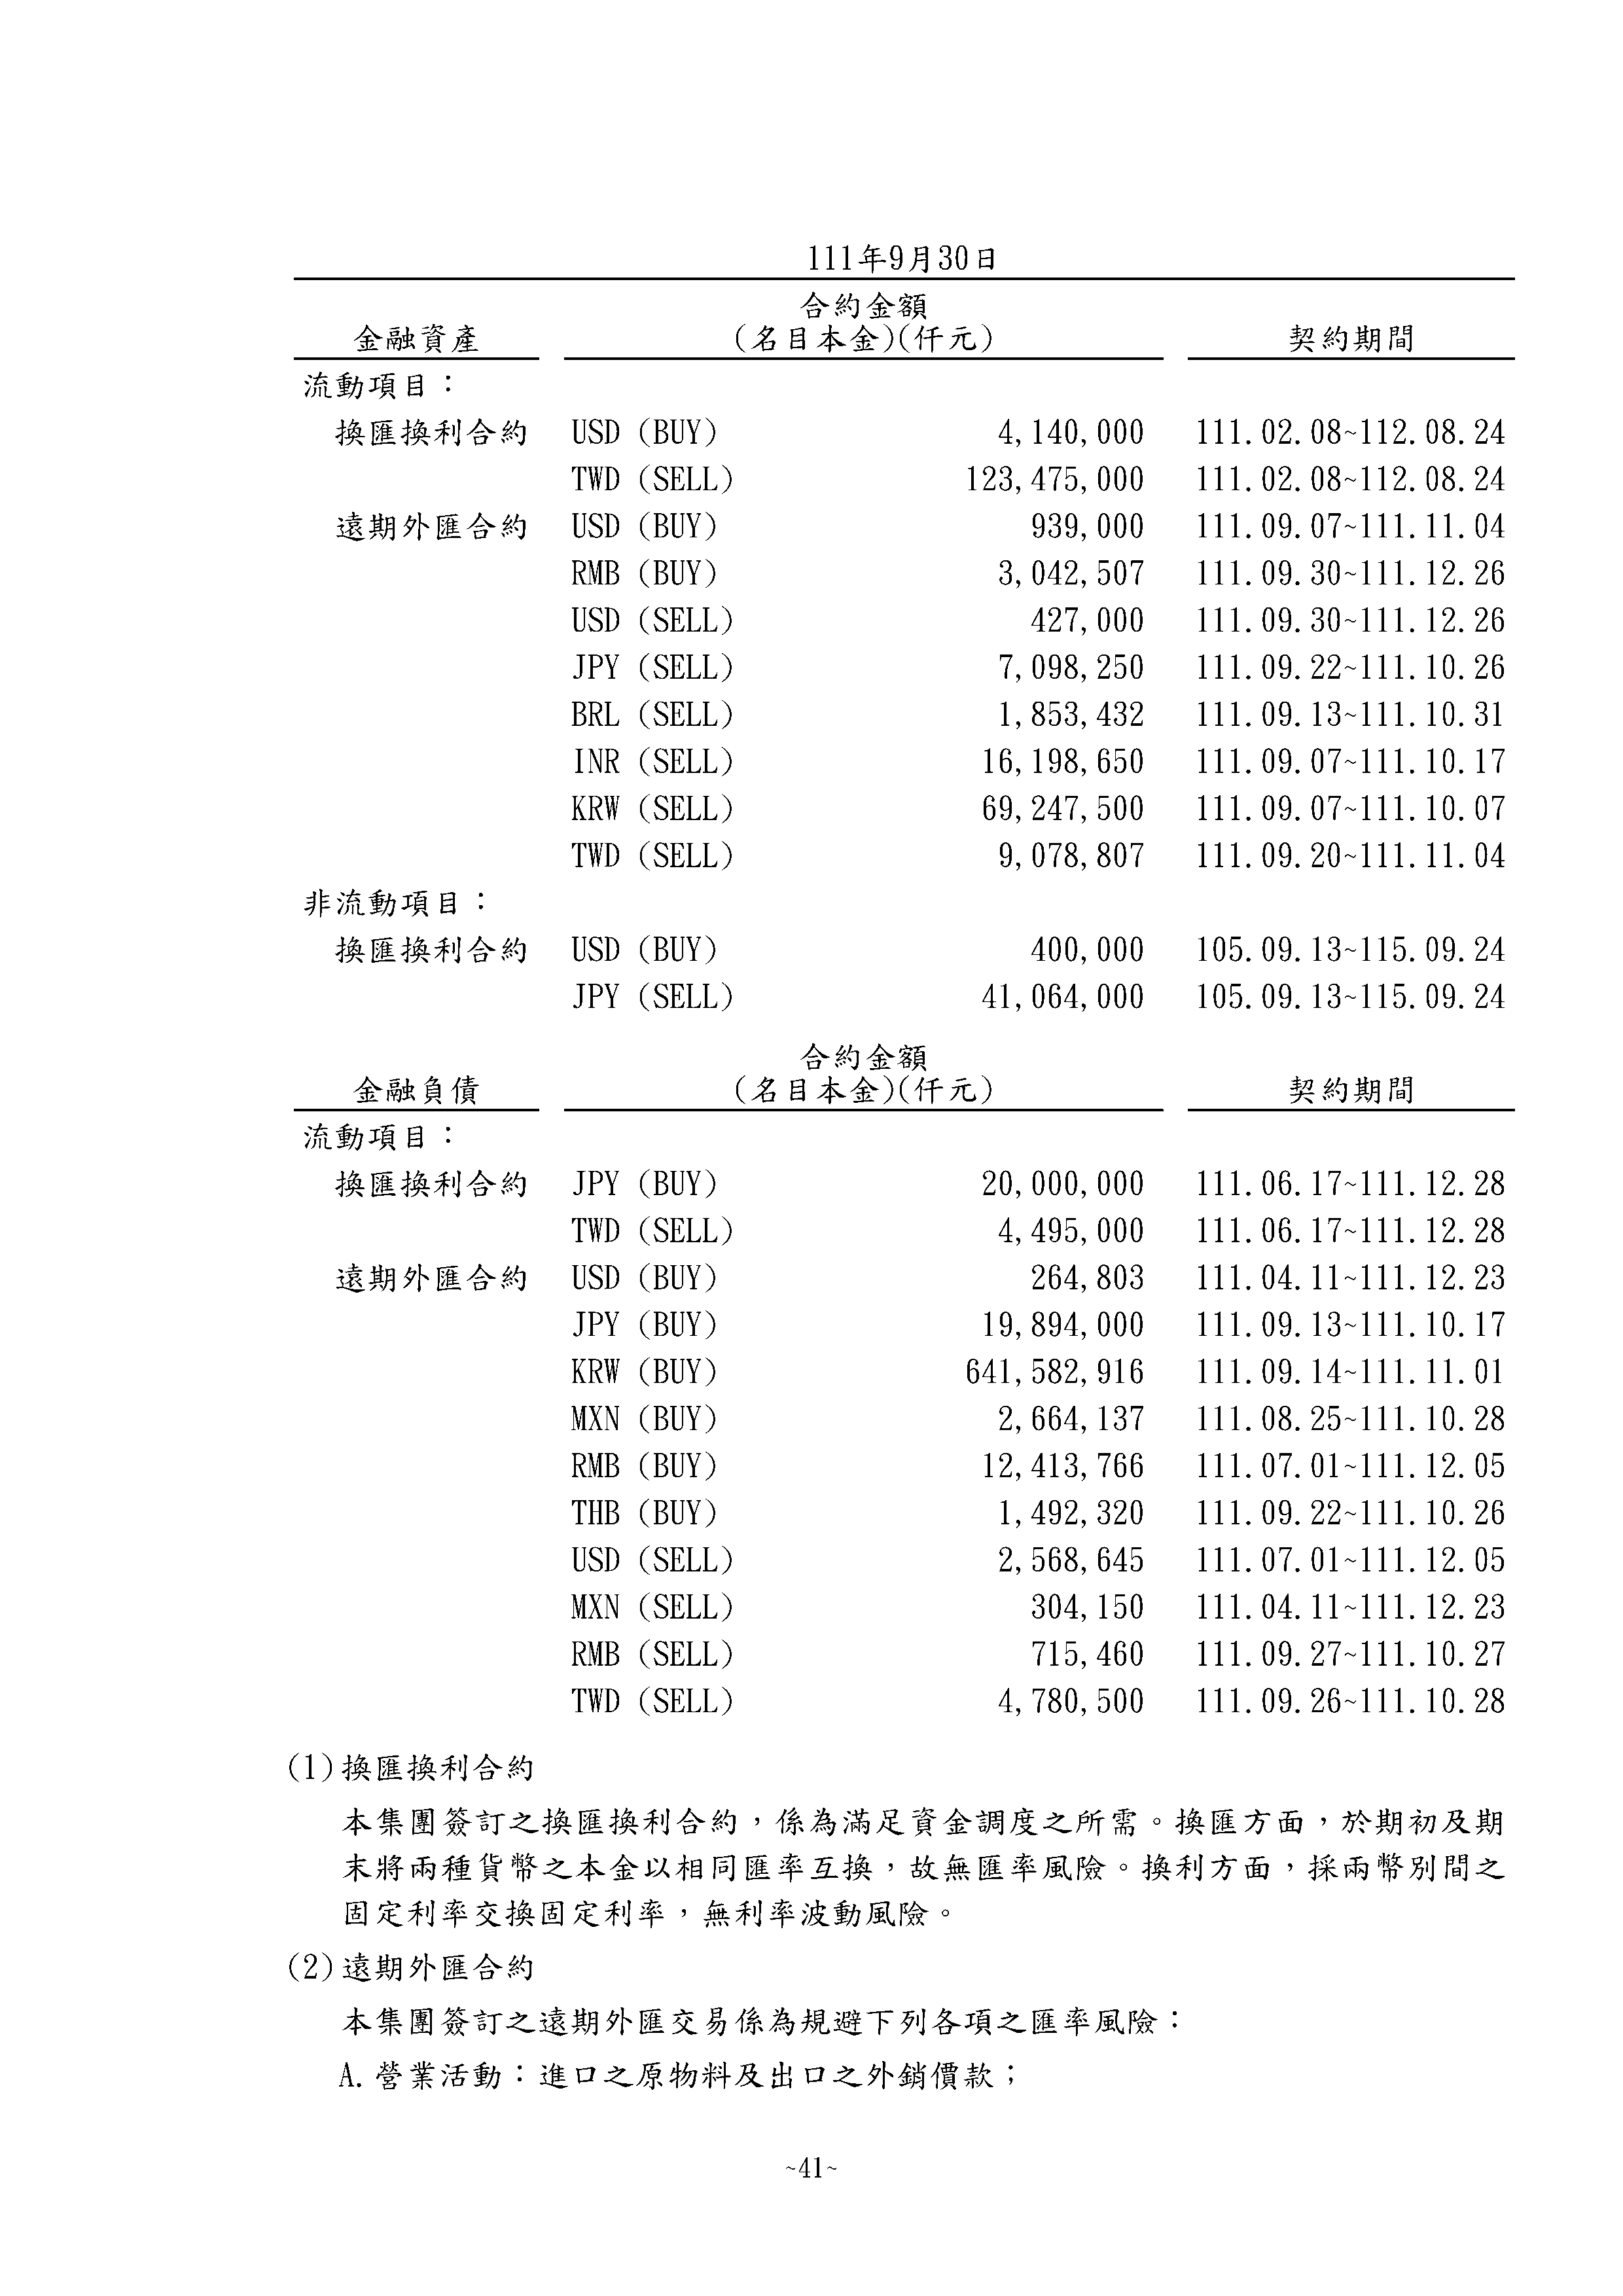 111年9月30日
合約金額
金融資產 (名目本金)(仟元) 契約期間
流動項目：
換匯換利合約 USD (BUY) 4,140,000 111.02.08~112.08.24
TWD (SELL) 123,475,000 111.02.08~112.08.24
遠期外匯合約 USD (BUY) 939,000 111.09.07~111.11.04
RMB (BUY) 3,042,507 111.09.30~111.12.26
USD (SELL) 427,000 111.09.30~111.12.26
JPY (SELL) 7,098,250 111.09.22~111.10.26
BRL (SELL) 1,853,432 111.09.13~111.10.31
INR (SELL) 16,198,650 111.09.07~111.10.17
KRW (SELL) 69,247,500 111.09.07~111.10.07
TWD (SELL) 9,078,807 111.09.20~111.11.04
非流動項目：
換匯換利合約 USD (BUY) 400,000 105.09.13~115.09.24
JPY (SELL) 41,064,000 105.09.13~115.09.24
合約金額
金融負債 (名目本金)(仟元) 契約期間
流動項目：
換匯換利合約 JPY (BUY) 20,000,000 111.06.17~111.12.28
TWD (SELL) 4,495,000 111.06.17~111.12.28
遠期外匯合約 USD (BUY) 264,803 111.04.11~111.12.23
JPY (BUY) 19,894,000 111.09.13~111.10.17
KRW (BUY) 641,582,916 111.09.14~111.11.01
MXN (BUY) 2,664,137 111.08.25~111.10.28
RMB (BUY) 12,413,766 111.07.01~111.12.05
THB (BUY) 1,492,320 111.09.22~111.10.26
USD (SELL) 2,568,645 111.07.01~111.12.05
MXN (SELL) 304,150 111.04.11~111.12.23
RMB (SELL) 715,460 111.09.27~111.10.27
TWD (SELL) 4,780,500 111.09.26~111.10.28
(1)換匯換利合約
本集團簽訂之換匯換利合約，係為滿足資金調度之所需。換匯方面，於期初及期
末將兩種貨幣之本金以相同匯率互換，故無匯率風險。換利方面，採兩幣別間之
固定利率交換固定利率，無利率波動風險。
(2)遠期外匯合約
本集團簽訂之遠期外匯交易係為規避下列各項之匯率風險：
A.營業活動：進口之原物料及出口之外銷價款；
~41~